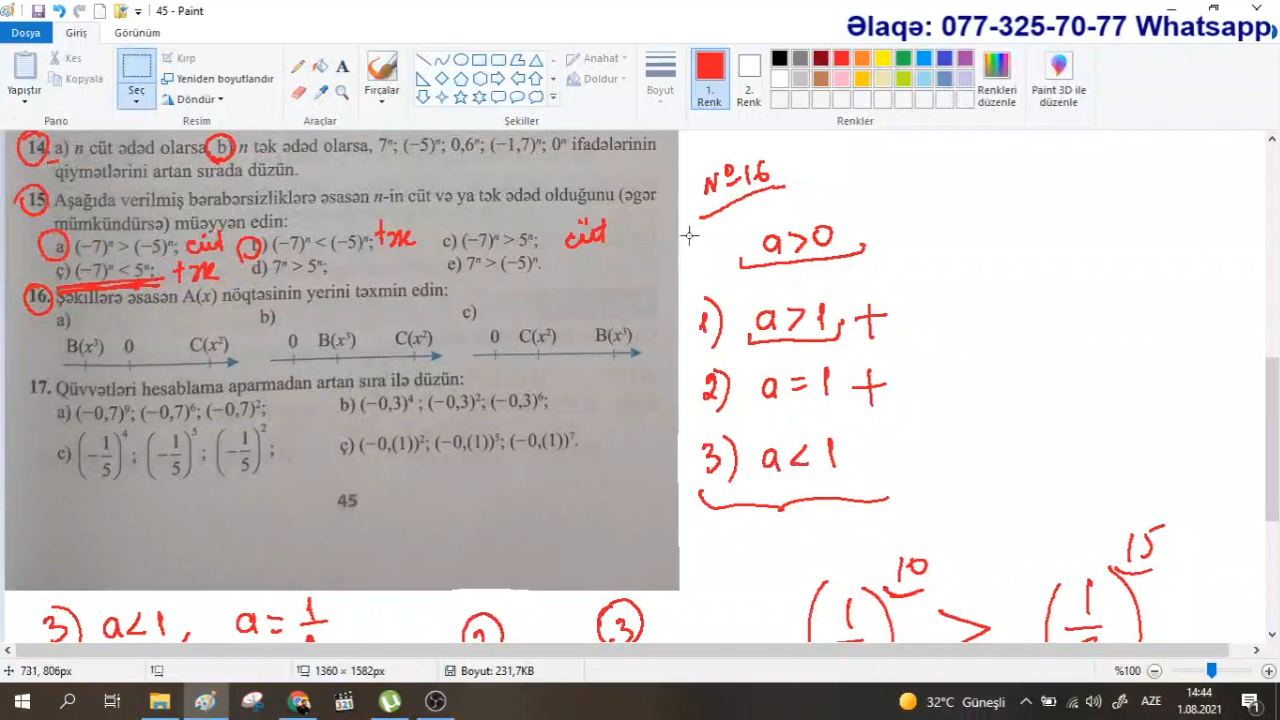 45 - Paint
Əlaqə: 077-325-70-77 Whatsapp
Dosya Giriş Görünüm
Yapıştır
Kes
Kopyala
Pano
Seç
Kırp
Yeniden boyutlandır
Döndür
Resim
A
Araçlar
Fırçalar
Anahat
Doldur
Şekiller
Boyut
1. Renk
2. Renk
Renkleri düzenle
Paint 3D ile düzenle
Renkler
14. a) n cüt ədəd olarsa, b) n tək ədəd olarsa, 7ⁿ; (−5)ⁿ; 0,6ⁿ; (−1,7)ⁿ; 0ⁿ ifadələrinin
qiymətlərini artan sırada düzün.
15. Aşağıda verilmiş bərabərsizliklərə əsasən n-in cüt və ya tək ədəd olduğunu (əgər
mümkündürsə) müəyyən edin:
a) (−7)ⁿ > (−5)ⁿ; cüt b) (−7)ⁿ < (−5)ⁿ; tək c) (−7)ⁿ > 5ⁿ; cüt
ç) (−7)ⁿ < 5ⁿ; tək d) 7ⁿ > 5ⁿ; e) 7ⁿ > (−5)ⁿ.
16. Şəkillərə əsasən A(x) nöqtəsinin yerini təxmin edin:
a) b) c)
B(x³) 0 C(x²) 0 B(x³) C(x²) 0 C(x²) B(x³)
17. Qüvvətləri hesablama aparmadan artan sıra ilə düzün:
a) (−0,7)⁹; (−0,7)⁶; (−0,7)²; b) (−0,3)⁴ ; (−0,3)²; (−0,3)⁶;
c) (−1/5)⁴ ; (−1/5)⁵ ; (−1/5)² ; ç) (−0,(1))²; (−0,(1))⁵; (−0,(1))⁷.
45
№16
a>0
1) a>1, +
2) a=1 +
3) a<1
3) a<1, a=1
2
3
(1 )¹⁰ > (1 )¹⁵
731, 806px
1360 × 1582px
Boyut: 231,7KB
%100
32°C Güneşli
AZE
14:44
1.08.2021
1